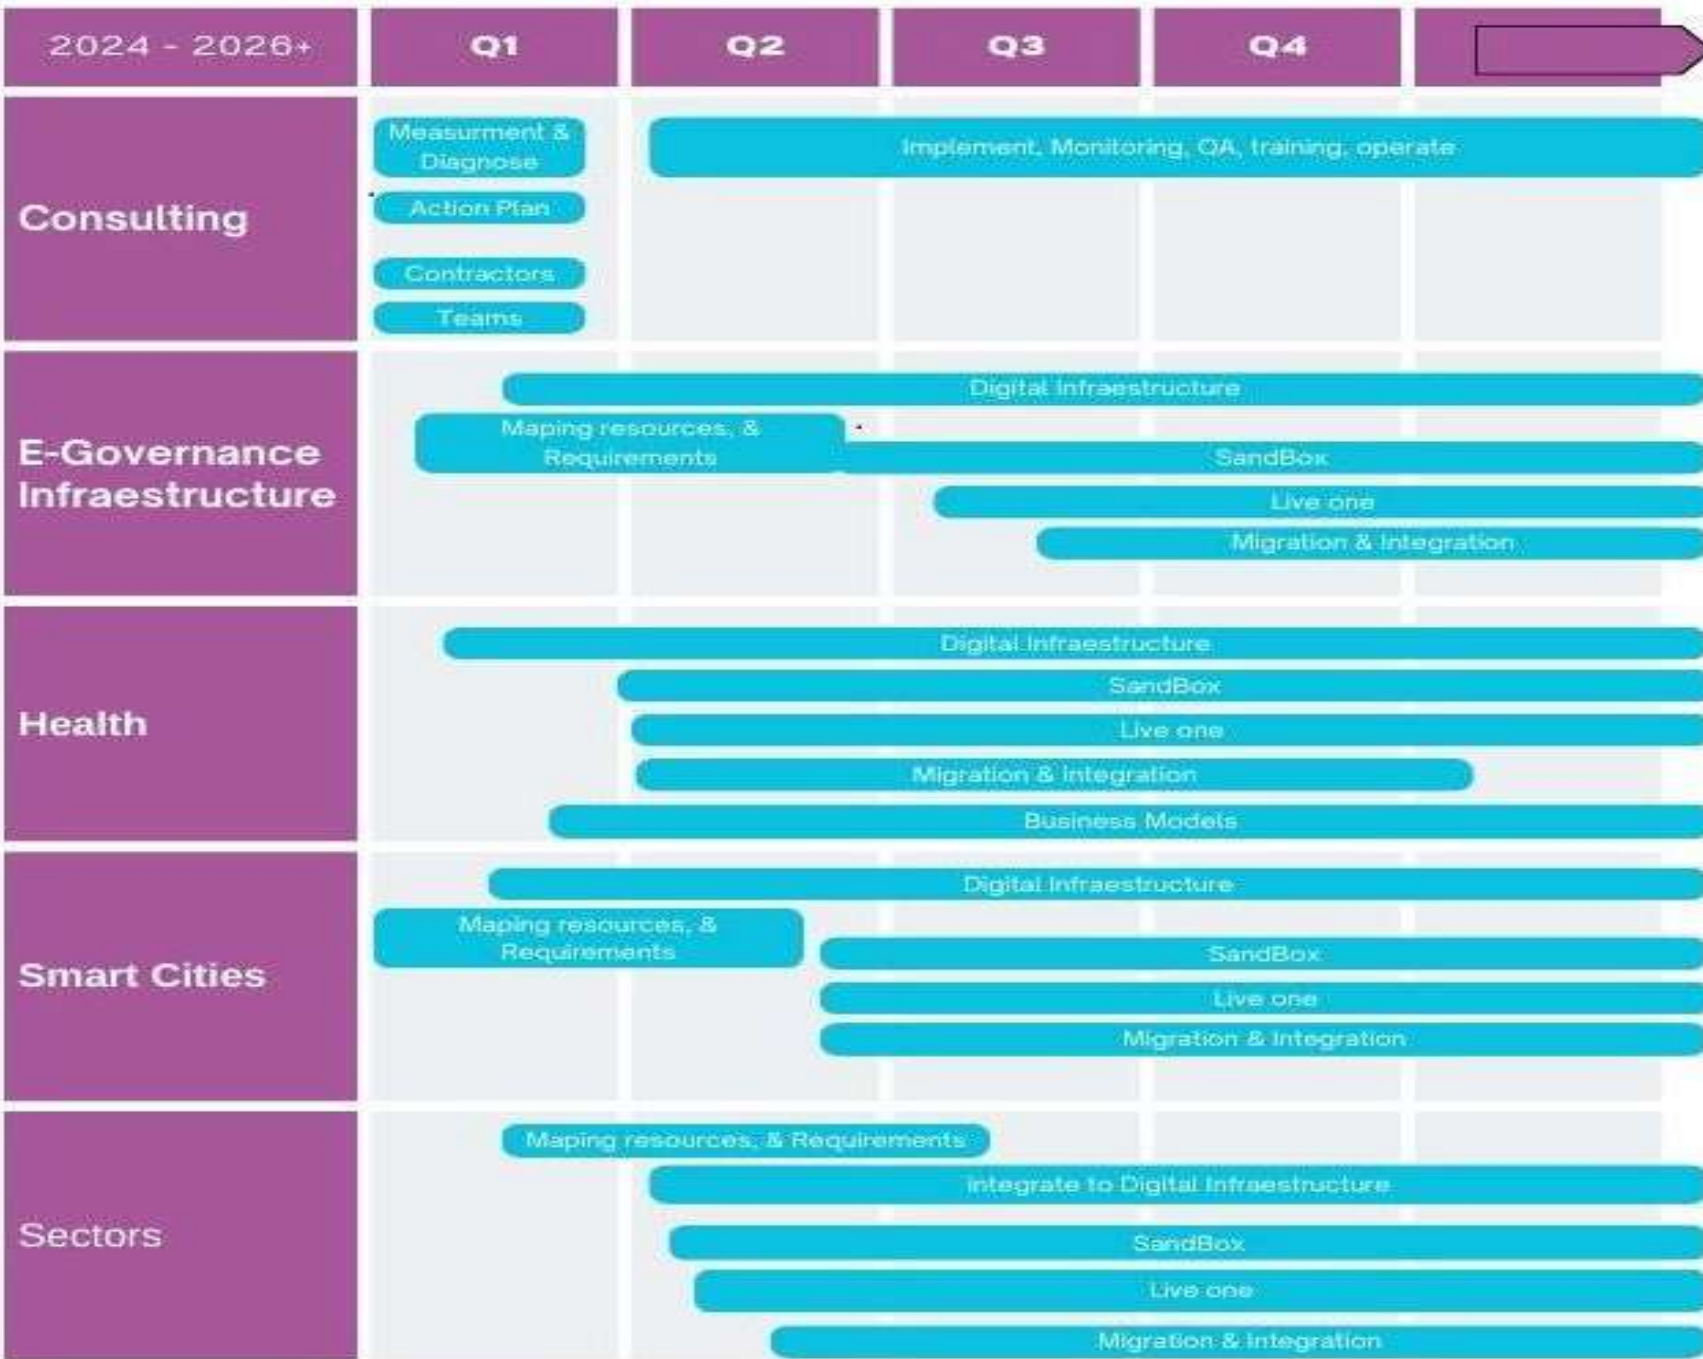 2024 - 2026+
Q1
Q2
Q3
Q4
Consulting
Measurment &
Diagnose
Implement, Monitoring, QA, training, operate
Action Plan
Contractors
Teams
E-Governance
Infraestructure
Digital Infraestructure
Maping resources, &
Requirements
SandBox
Live one
Migration & Integration
Health
Digital Infraestructure
SandBox
Live one
Migration & Integration
Business Models
Smart Cities
Digital Infraestructure
Maping resources, &
Requirements
SandBox
Live one
Migration & Integration
Sectors
Maping resources, & Requirements
integrate to Digital Infraestructure
SandBox
Live one
Migration & Integration